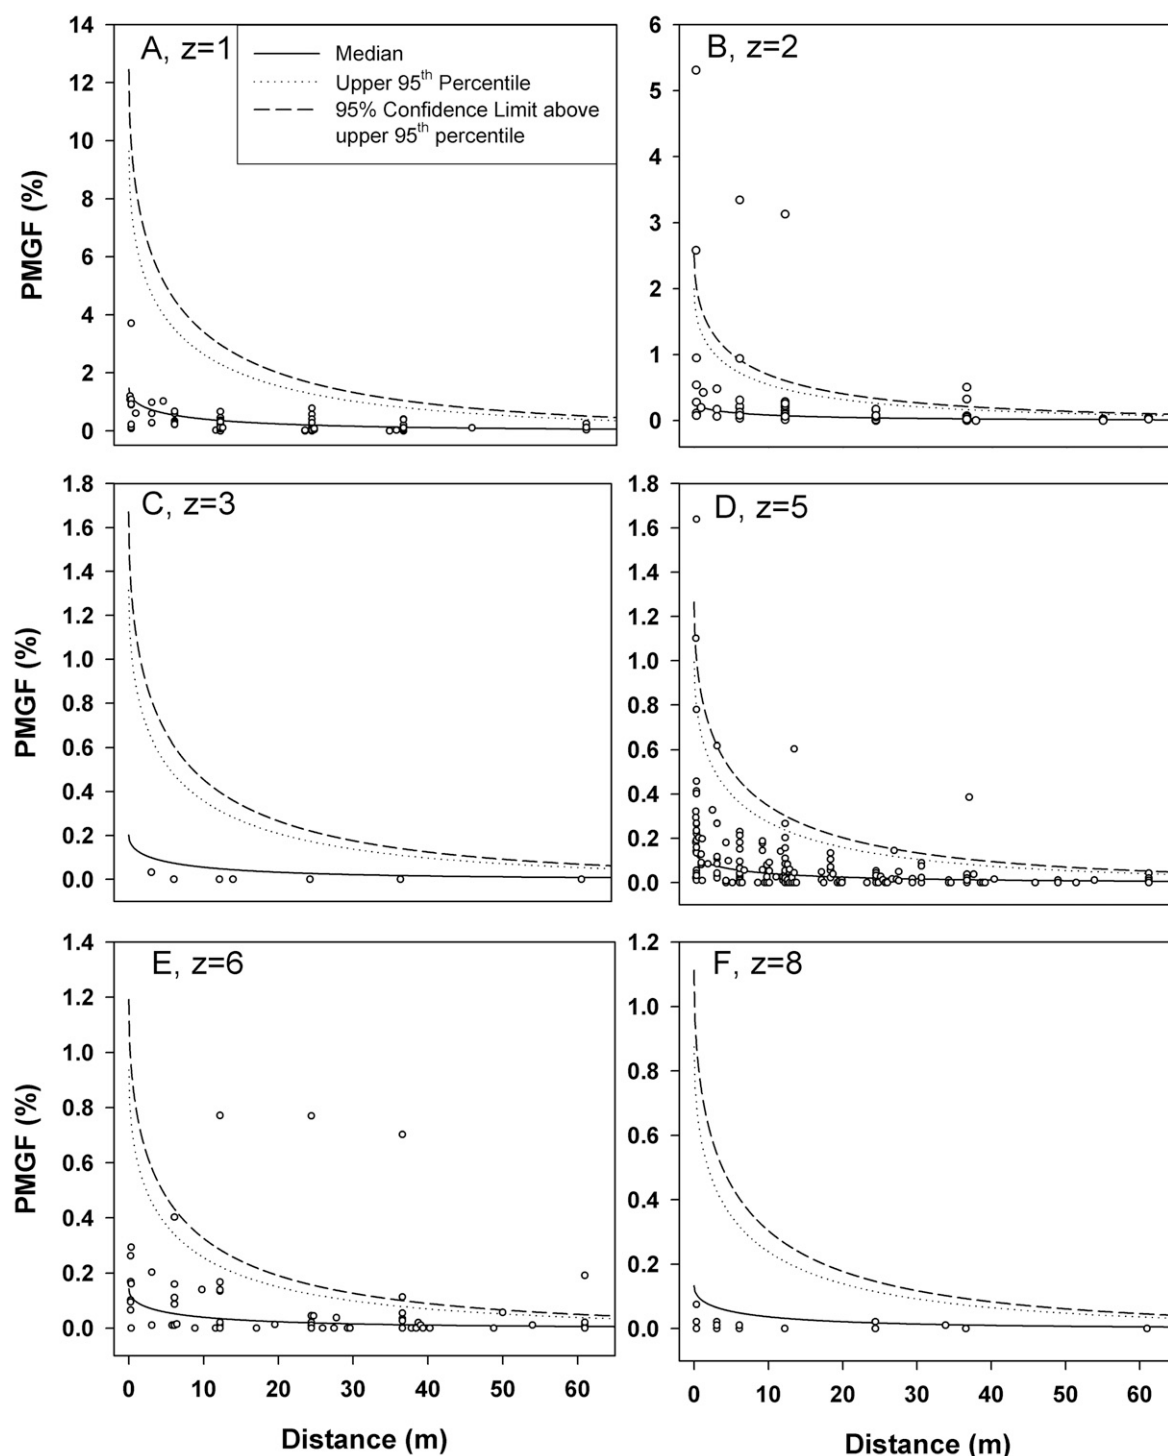 A, z=1
Median
Upper 95th Percentile
95% Confidence Limit above
upper 95th percentile
PMGF (%)
14
12
10
8
6
4
2
0
B, z=2
6
5
4
3
2
1
0
C, z=3
PMGF (%)
1.8
1.6
1.4
1.2
1.0
0.8
0.6
0.4
0.2
0.0
D, z=5
1.8
1.6
1.4
1.2
1.0
0.8
0.6
0.4
0.2
0.0
E, z=6
PMGF (%)
1.4
1.2
1.0
0.8
0.6
0.4
0.2
0.0
0 10 20 30 40 50 60
Distance (m)
F, z=8
1.2
1.0
0.8
0.6
0.4
0.2
0.0
0 10 20 30 40 50 60
Distance (m)